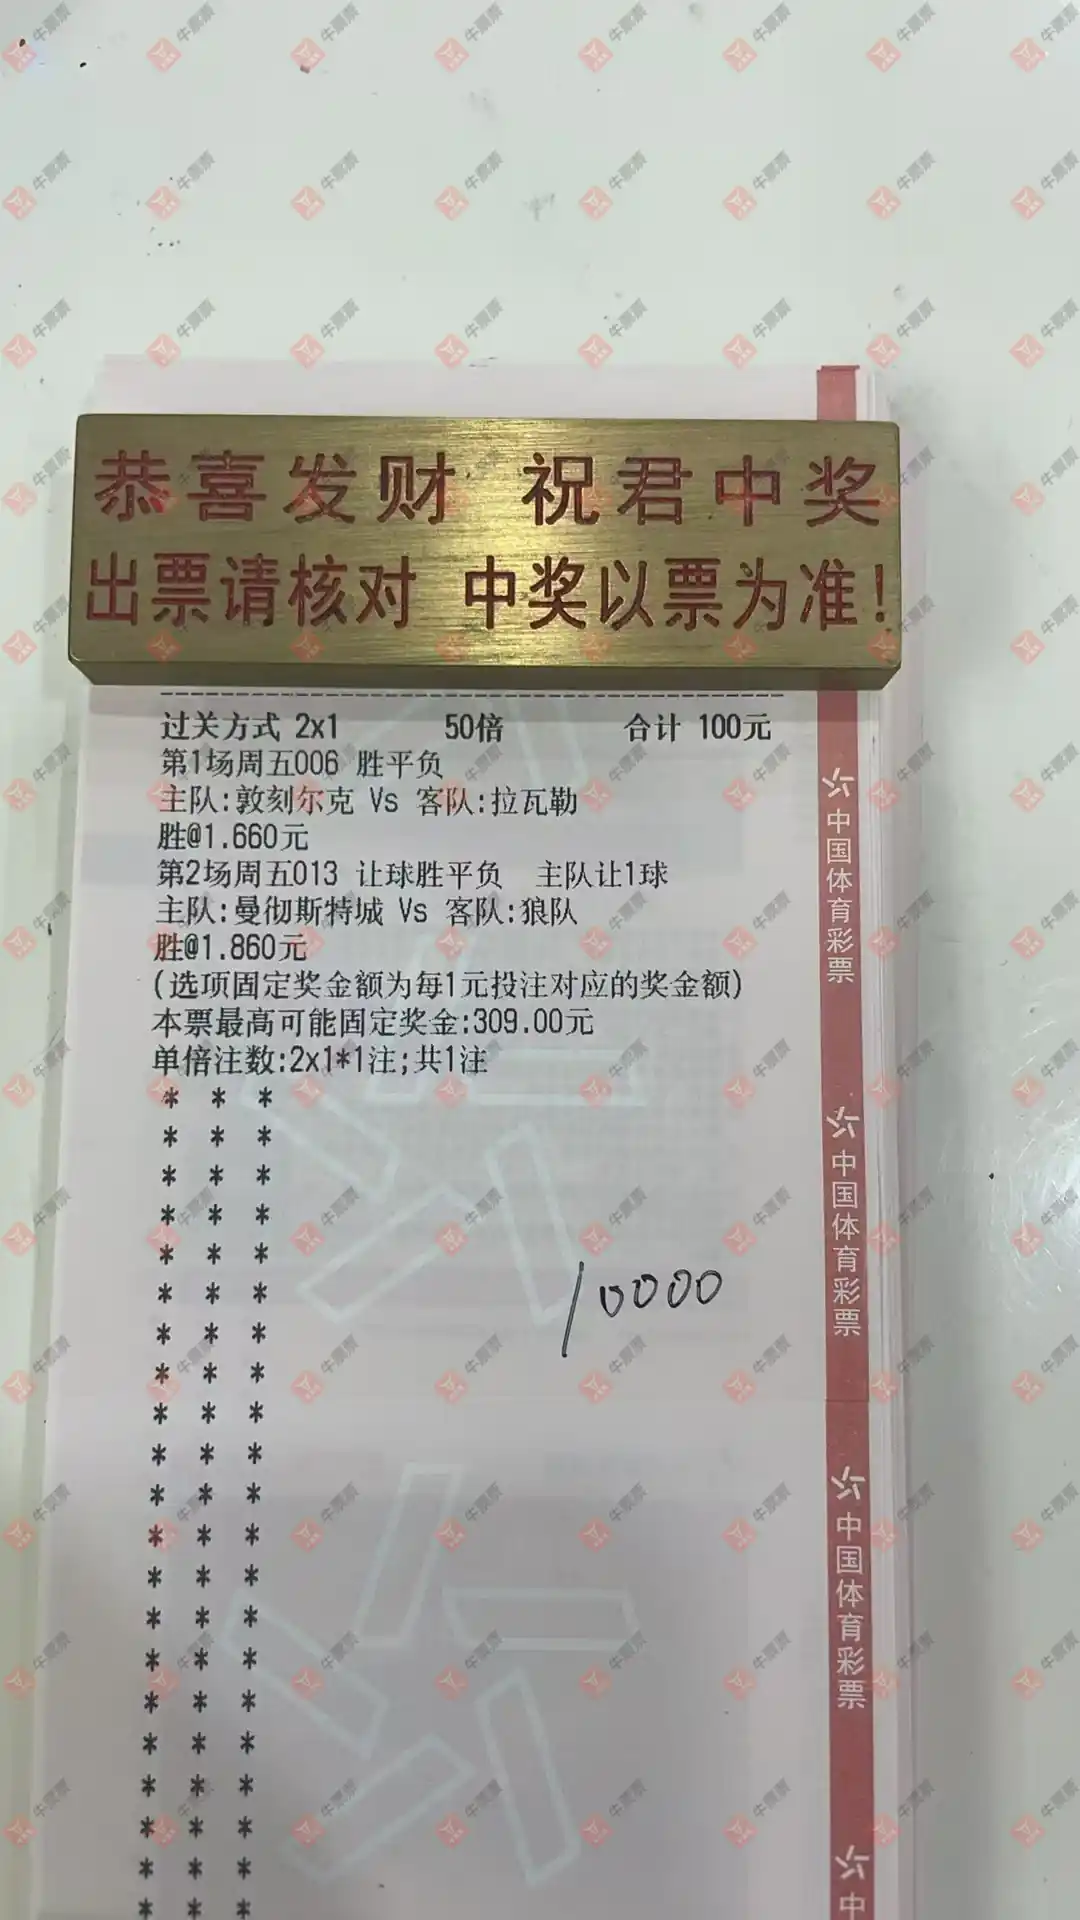 恭喜发财 祝君中奖
出票请核对 中奖以票为准!
过关方式 2x1 50倍 合计 100元
第1场周五006 胜平负
主队:敦刻尔克 Vs 客队:拉瓦勒
胜@1.660元
第2场周五013 让球胜平负 主队让1球
主队:曼彻斯特城 Vs 客队:狼队
胜@1.860元
(选项固定奖金额为每1元投注对应的奖金额)
本票最高可能固定奖金:309.00元
单倍注数:2x1*1注;共1注
10000
中国体育彩票
中国体育彩票
中国体育彩票
中
牛票票